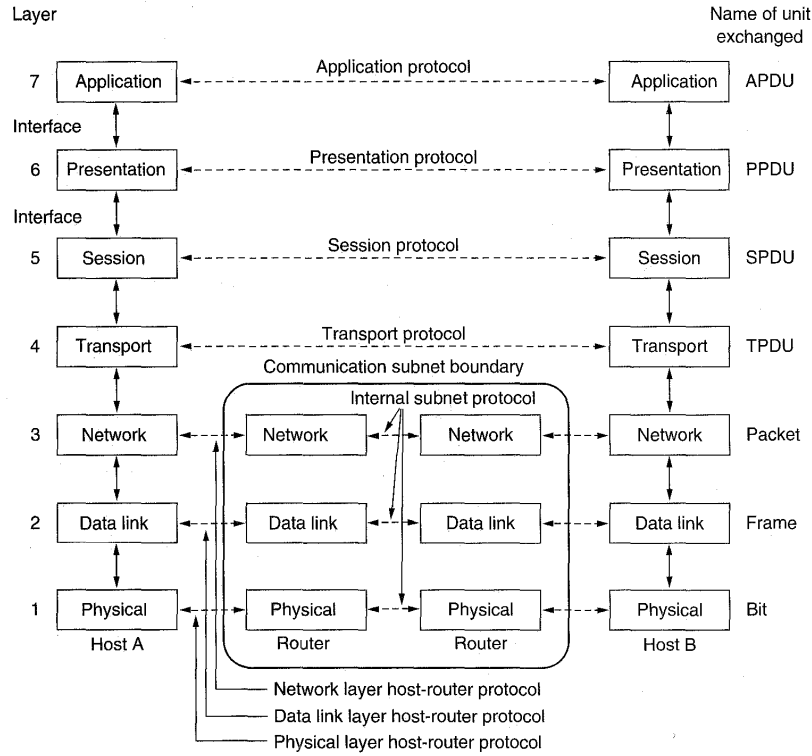 Layer
Name of unit
exchanged
Application protocol
7 Application Application APDU
Interface
Presentation protocol
6 Presentation Presentation PPDU
Interface
Session protocol
5 Session Session SPDU
Transport protocol
4 Transport Transport TPDU
Communication subnet boundary
Internal subnet protocol
3 Network Network Network Network Packet
2 Data link Data link Data link Data link Frame
1 Physical Physical Physical Physical Bit
Host A Router Router Host B
Network layer host-router protocol
Data link layer host-router protocol
Physical layer host-router protocol